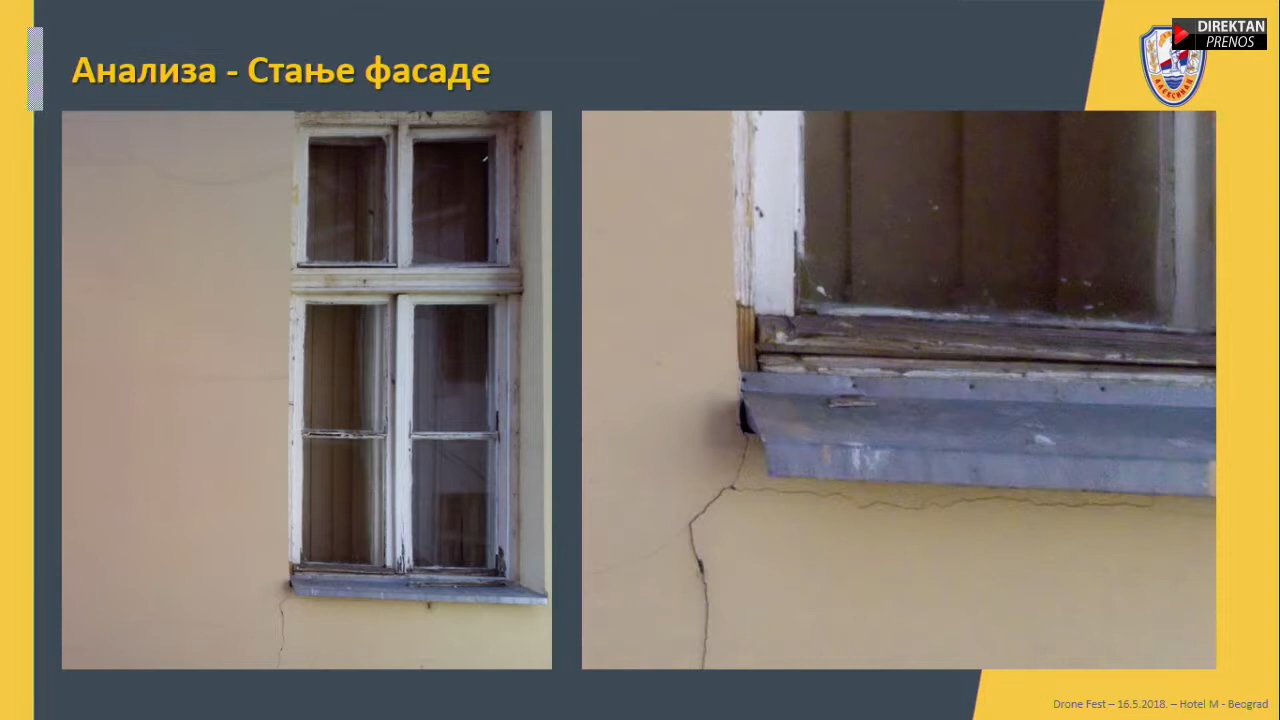 DIREKTAN
PRENOS
Анализа - Стање фасаде
Drone Fest – 16.5.2018. – Hotel M - Beograd